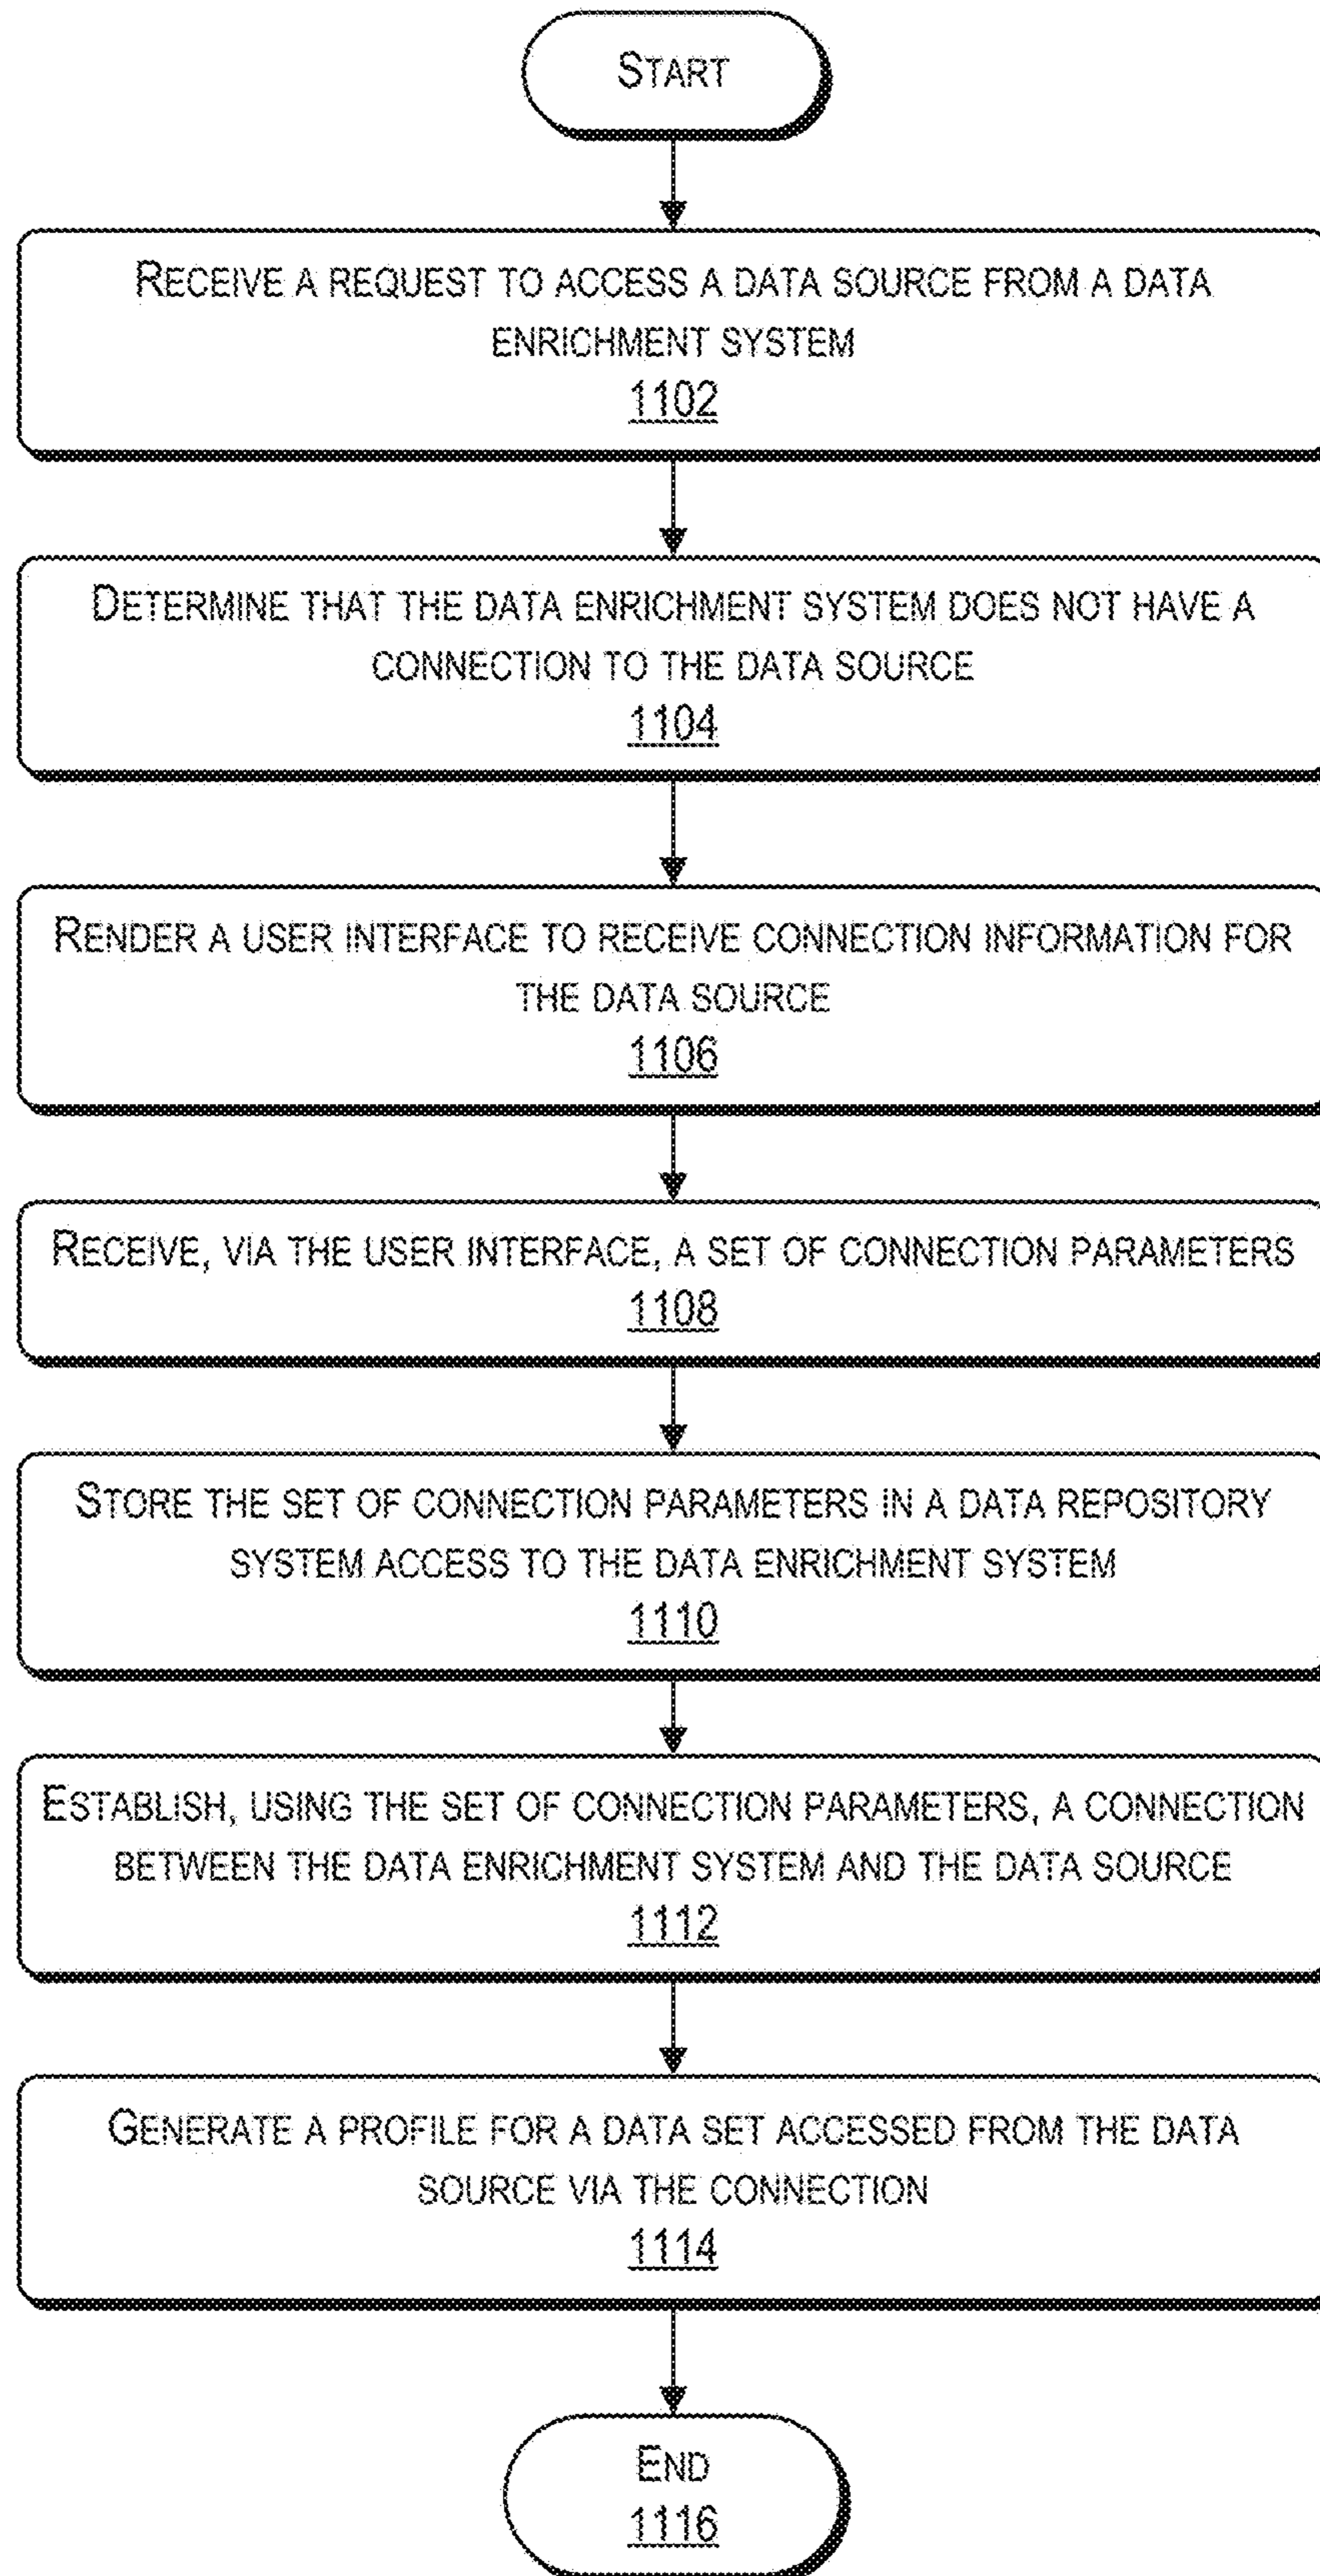 START
RECEIVE A REQUEST TO ACCESS A DATA SOURCE FROM A DATA
ENRICHMENT SYSTEM
1102
DETERMINE THAT THE DATA ENRICHMENT SYSTEM DOES NOT HAVE A
CONNECTION TO THE DATA SOURCE
1104
RENDER A USER INTERFACE TO RECEIVE CONNECTION INFORMATION FOR
THE DATA SOURCE
1106
RECEIVE, VIA THE USER INTERFACE, A SET OF CONNECTION PARAMETERS
1108
STORE THE SET OF CONNECTION PARAMETERS IN A DATA REPOSITORY
SYSTEM ACCESS TO THE DATA ENRICHMENT SYSTEM
1110
ESTABLISH, USING THE SET OF CONNECTION PARAMETERS, A CONNECTION
BETWEEN THE DATA ENRICHMENT SYSTEM AND THE DATA SOURCE
1112
GENERATE A PROFILE FOR A DATA SET ACCESSED FROM THE DATA
SOURCE VIA THE CONNECTION
1114
END
1116